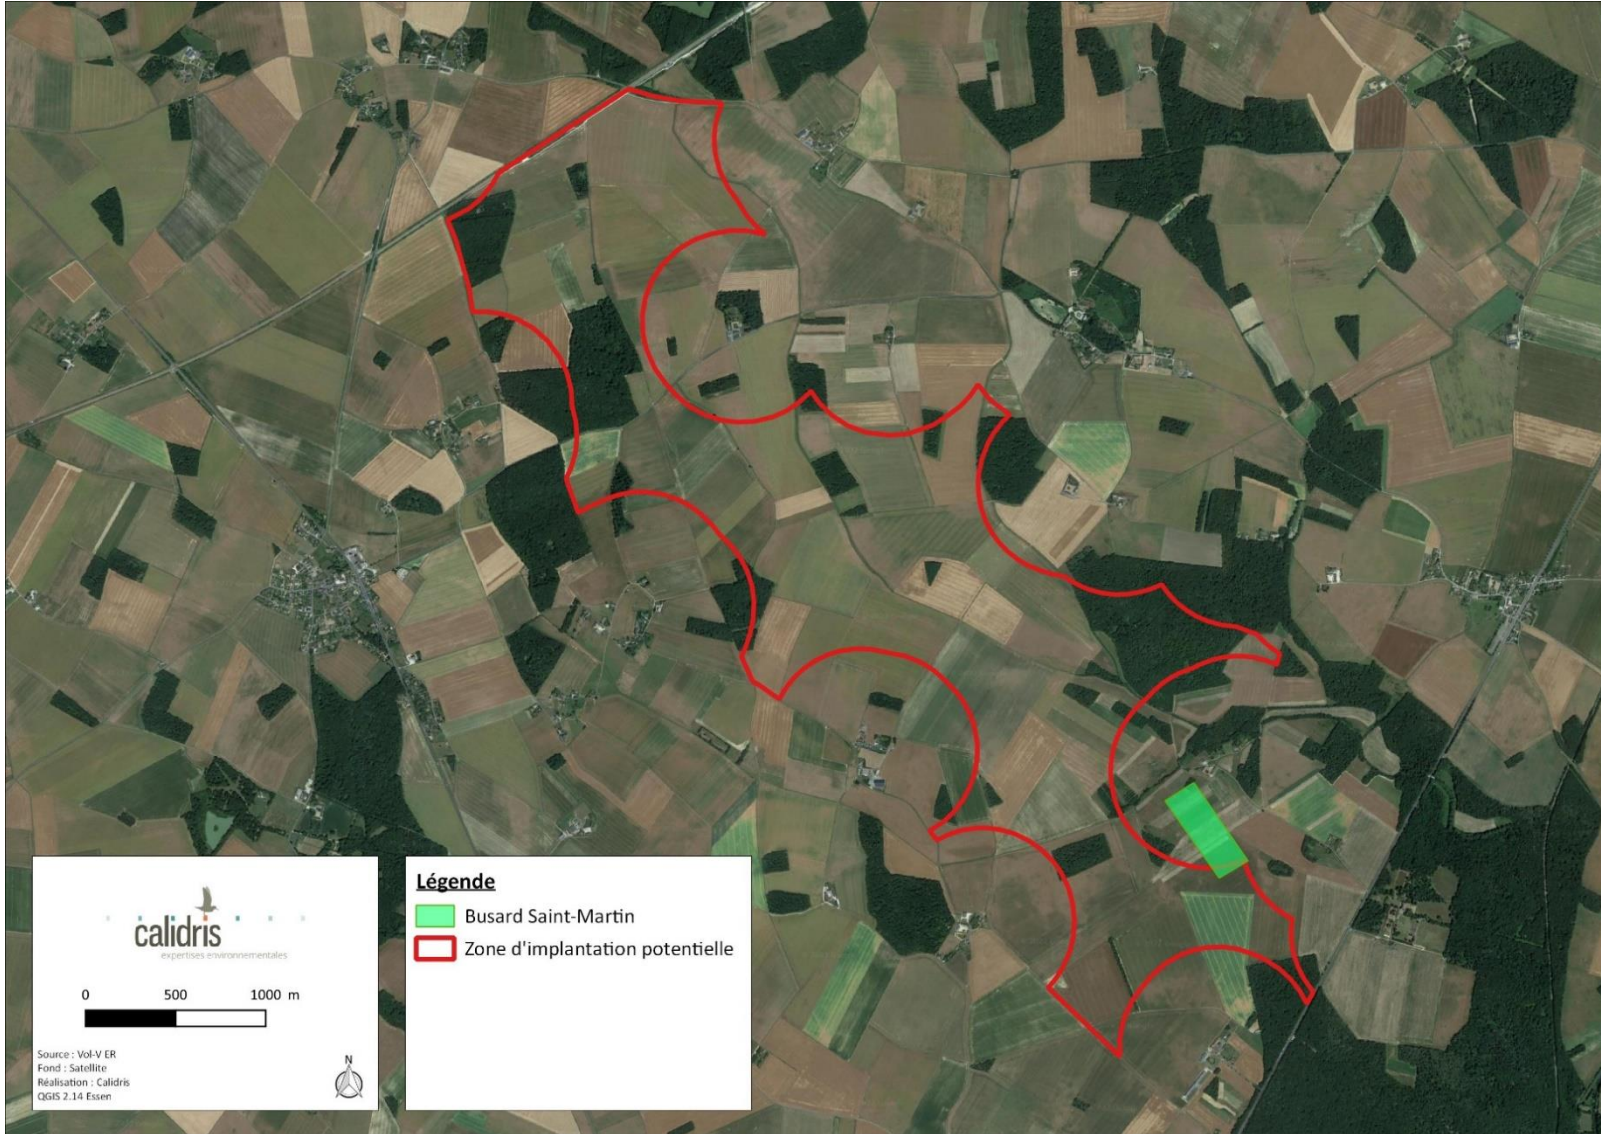 Légende
Busard Saint-Martin
Zone d'implantation potentielle
calidris
expertises environnementales
0 500 1000 m
Source : Vol-V ER
Fond : Satellite
Réalisation : Calidris
QGIS 2.14 Essen
N